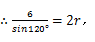 ∴ 6/sin120° = 2r,